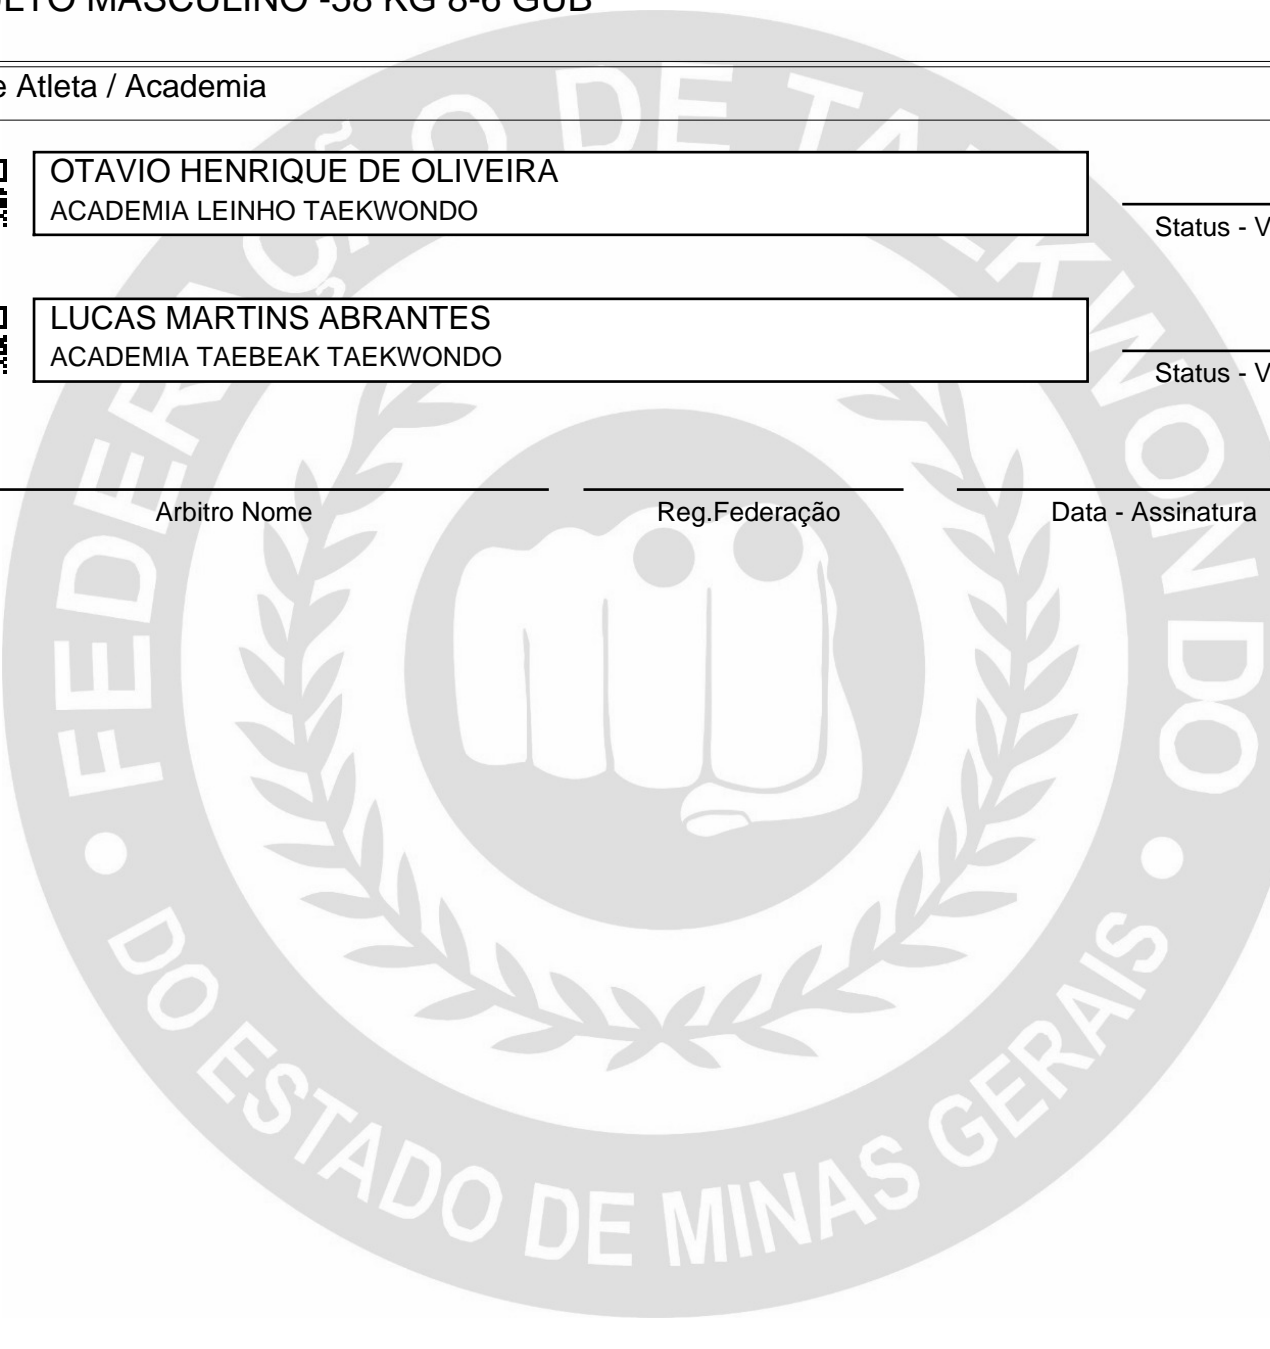 MASCULINO -58 KG 8-6 GUB
e Atleta / Academia
OTAVIO HENRIQUE DE OLIVEIRA
ACADEMIA LEINHO TAEKWONDO
Status - V
LUCAS MARTINS ABRANTES
ACADEMIA TAEBEAK TAEKWONDO
Status - V
Arbitro Nome
Reg.Federação
Data - Assinatura
FEDERAÇÃO DE TAEKWONDO
DO ESTADO DE MINAS GERAIS